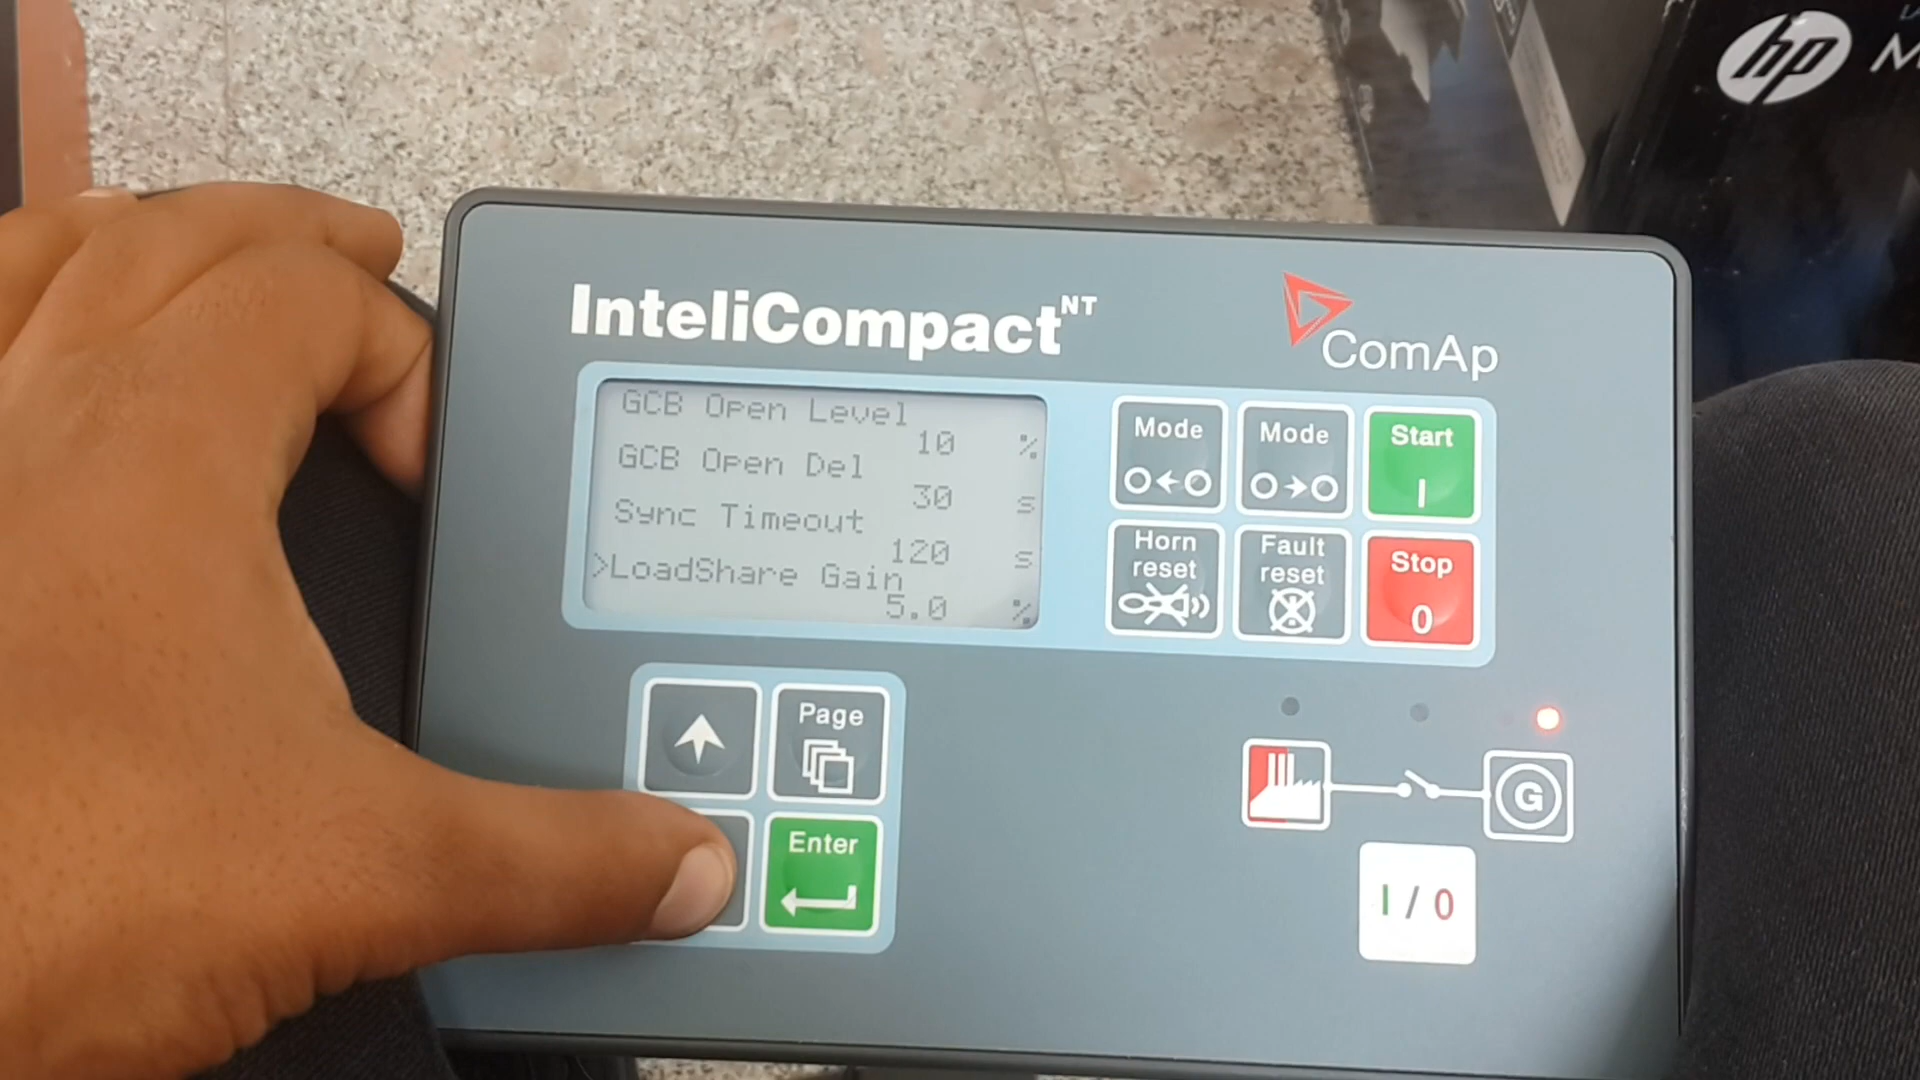 hp
InteliCompact NT
ComAp
GCB Open Level
10 %
GCB Open Del
30 s
Sync Timeout
120 s
>LoadShare Gain
5.0 %
Mode
Mode
Start
I
Horn reset
Fault reset
Stop
0
Page
Enter
G
I / 0